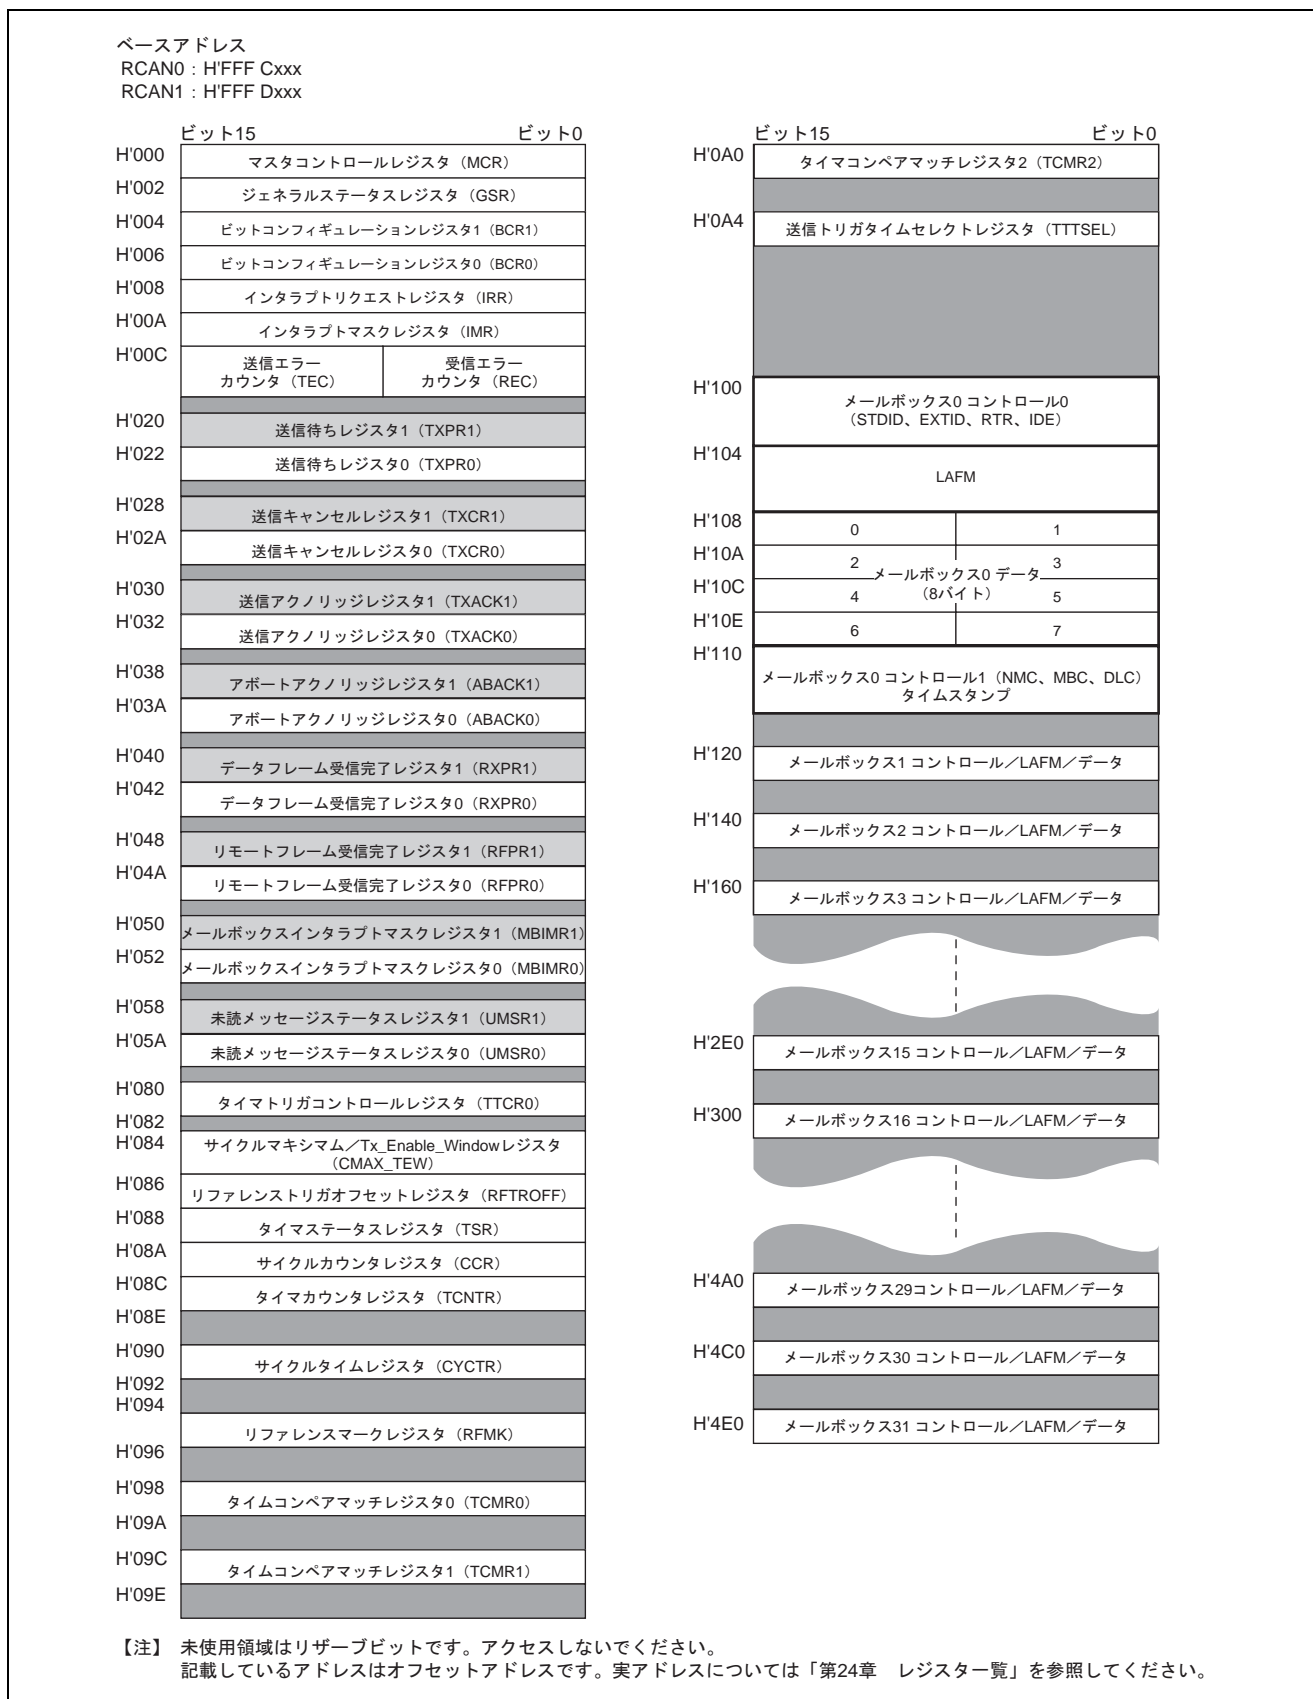 ベースアドレス
RCAN0：H'FFF Cxxx
RCAN1：H'FFF Dxxx
ビット15 ビット0
H'000 マスタコントロールレジスタ（MCR）
H'002 ジェネラルステータスレジスタ（GSR）
H'004 ビットコンフィギュレーションレジスタ1（BCR1）
H'006 ビットコンフィギュレーションレジスタ0（BCR0）
H'008 インタラプトリクエストレジスタ（IRR）
H'00A インタラプトマスクレジスタ（IMR）
H'00C 送信エラー 受信エラー
カウンタ（TEC） カウンタ（REC）
H'020 送信待ちレジスタ1（TXPR1）
H'022 送信待ちレジスタ0（TXPR0）
H'028 送信キャンセルレジスタ1（TXCR1）
H'02A 送信キャンセルレジスタ0（TXCR0）
H'030 送信アクノリッジレジスタ1（TXACK1）
H'032 送信アクノリッジレジスタ0（TXACK0）
H'038 アボートアクノリッジレジスタ1（ABACK1）
H'03A アボートアクノリッジレジスタ0（ABACK0）
H'040 データフレーム受信完了レジスタ1（RXPR1）
H'042 データフレーム受信完了レジスタ0（RXPR0）
H'048 リモートフレーム受信完了レジスタ1（RFPR1）
H'04A リモートフレーム受信完了レジスタ0（RFPR0）
H'050 メールボックスインタラプトマスクレジスタ1（MBIMR1）
H'052 メールボックスインタラプトマスクレジスタ0（MBIMR0）
H'058 未読メッセージステータスレジスタ1（UMSR1）
H'05A 未読メッセージステータスレジスタ0（UMSR0）
H'080 タイマトリガコントロールレジスタ（TTCR0）
H'082
H'084 サイクルマキシマム／Tx_Enable_Windowレジスタ
（CMAX_TEW）
H'086 リファレンストリガオフセットレジスタ（RFTROFF）
H'088 タイマステータスレジスタ（TSR）
H'08A サイクルカウンタレジスタ（CCR）
H'08C タイマカウンタレジスタ（TCNTR）
H'08E
H'090 サイクルタイムレジスタ（CYCTR）
H'092
H'094 リファレンスマークレジスタ（RFMK）
H'096
H'098 タイムコンペアマッチレジスタ0（TCMR0）
H'09A
H'09C タイムコンペアマッチレジスタ1（TCMR1）
H'09E
ビット15 ビット0
H'0A0 タイマコンペアマッチレジスタ2（TCMR2）
H'0A4 送信トリガタイムセレクトレジスタ（TTTSEL）
H'100 メールボックス0 コントロール0
（STDID、EXTID、RTR、IDE）
H'104 LAFM
H'108 0 1
H'10A 2 3
メールボックス0 データ
H'10C （8バイト）
4 5
H'10E 6 7
H'110 メールボックス0 コントロール1（NMC、MBC、DLC）
タイムスタンプ
H'120 メールボックス1 コントロール／LAFM／データ
H'140 メールボックス2 コントロール／LAFM／データ
H'160 メールボックス3 コントロール／LAFM／データ
H'2E0 メールボックス15 コントロール／LAFM／データ
H'300 メールボックス16 コントロール／LAFM／データ
H'4A0 メールボックス29コントロール／LAFM／データ
H'4C0 メールボックス30 コントロール／LAFM／データ
H'4E0 メールボックス31 コントロール／LAFM／データ
【注】 未使用領域はリザーブビットです。アクセスしないでください。
記載しているアドレスはオフセットアドレスです。実アドレスについては「第24章　レジスタ一覧」を参照してください。